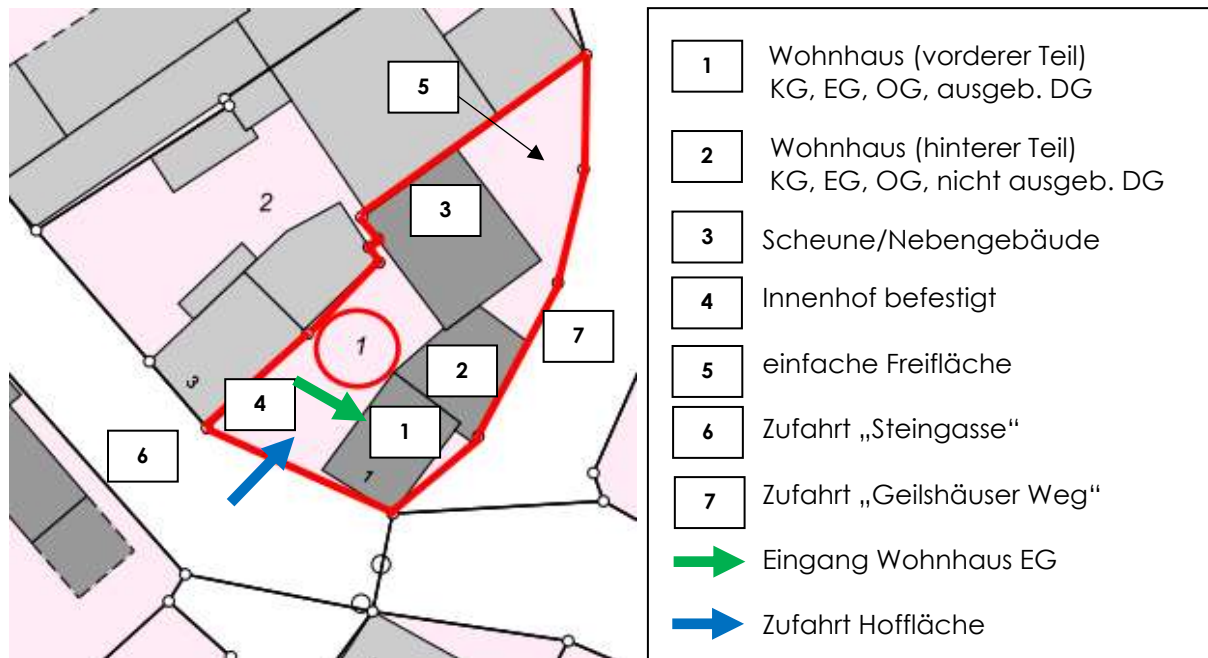 5
2
3
1
7
2
3
4
1
6
1
1 Wohnhaus (vorderer Teil)
KG, EG, OG, ausgeb. DG
2 Wohnhaus (hinterer Teil)
KG, EG, OG, nicht ausgeb. DG
3 Scheune/Nebengebäude
4 Innenhof befestigt
5 einfache Freifläche
6 Zufahrt „Steingasse“
7 Zufahrt „Geilshäuser Weg“
Eingang Wohnhaus EG
Zufahrt Hoffläche